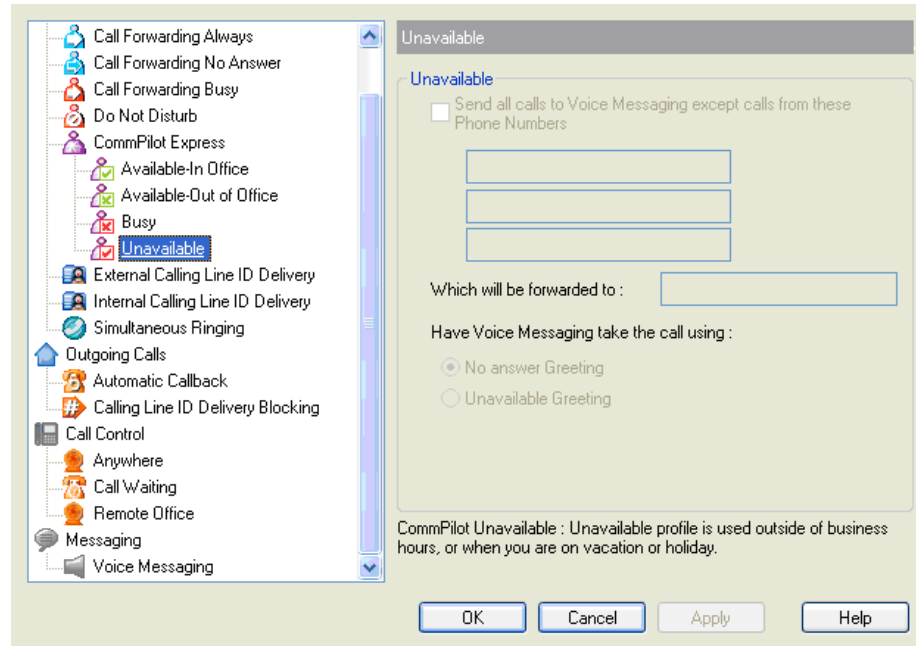 Call Forwarding Always
Call Forwarding No Answer
Call Forwarding Busy
Do Not Disturb
CommPilot Express
Available-In Office
Available-Out of Office
Busy
Unavailable
External Calling Line ID Delivery
Internal Calling Line ID Delivery
Simultaneous Ringing
Outgoing Calls
Automatic Callback
Calling Line ID Delivery Blocking
Call Control
Anywhere
Call Waiting
Remote Office
Messaging
Voice Messaging
Unavailable
Unavailable
Send all calls to Voice Messaging except calls from these
Phone Numbers
Which will be forwarded to :
Have Voice Messaging take the call using :
No answer Greeting
Unavailable Greeting
CommPilot Unavailable : Unavailable profile is used outside of business
hours, or when you are on vacation or holiday.
OK
Cancel
Apply
Help